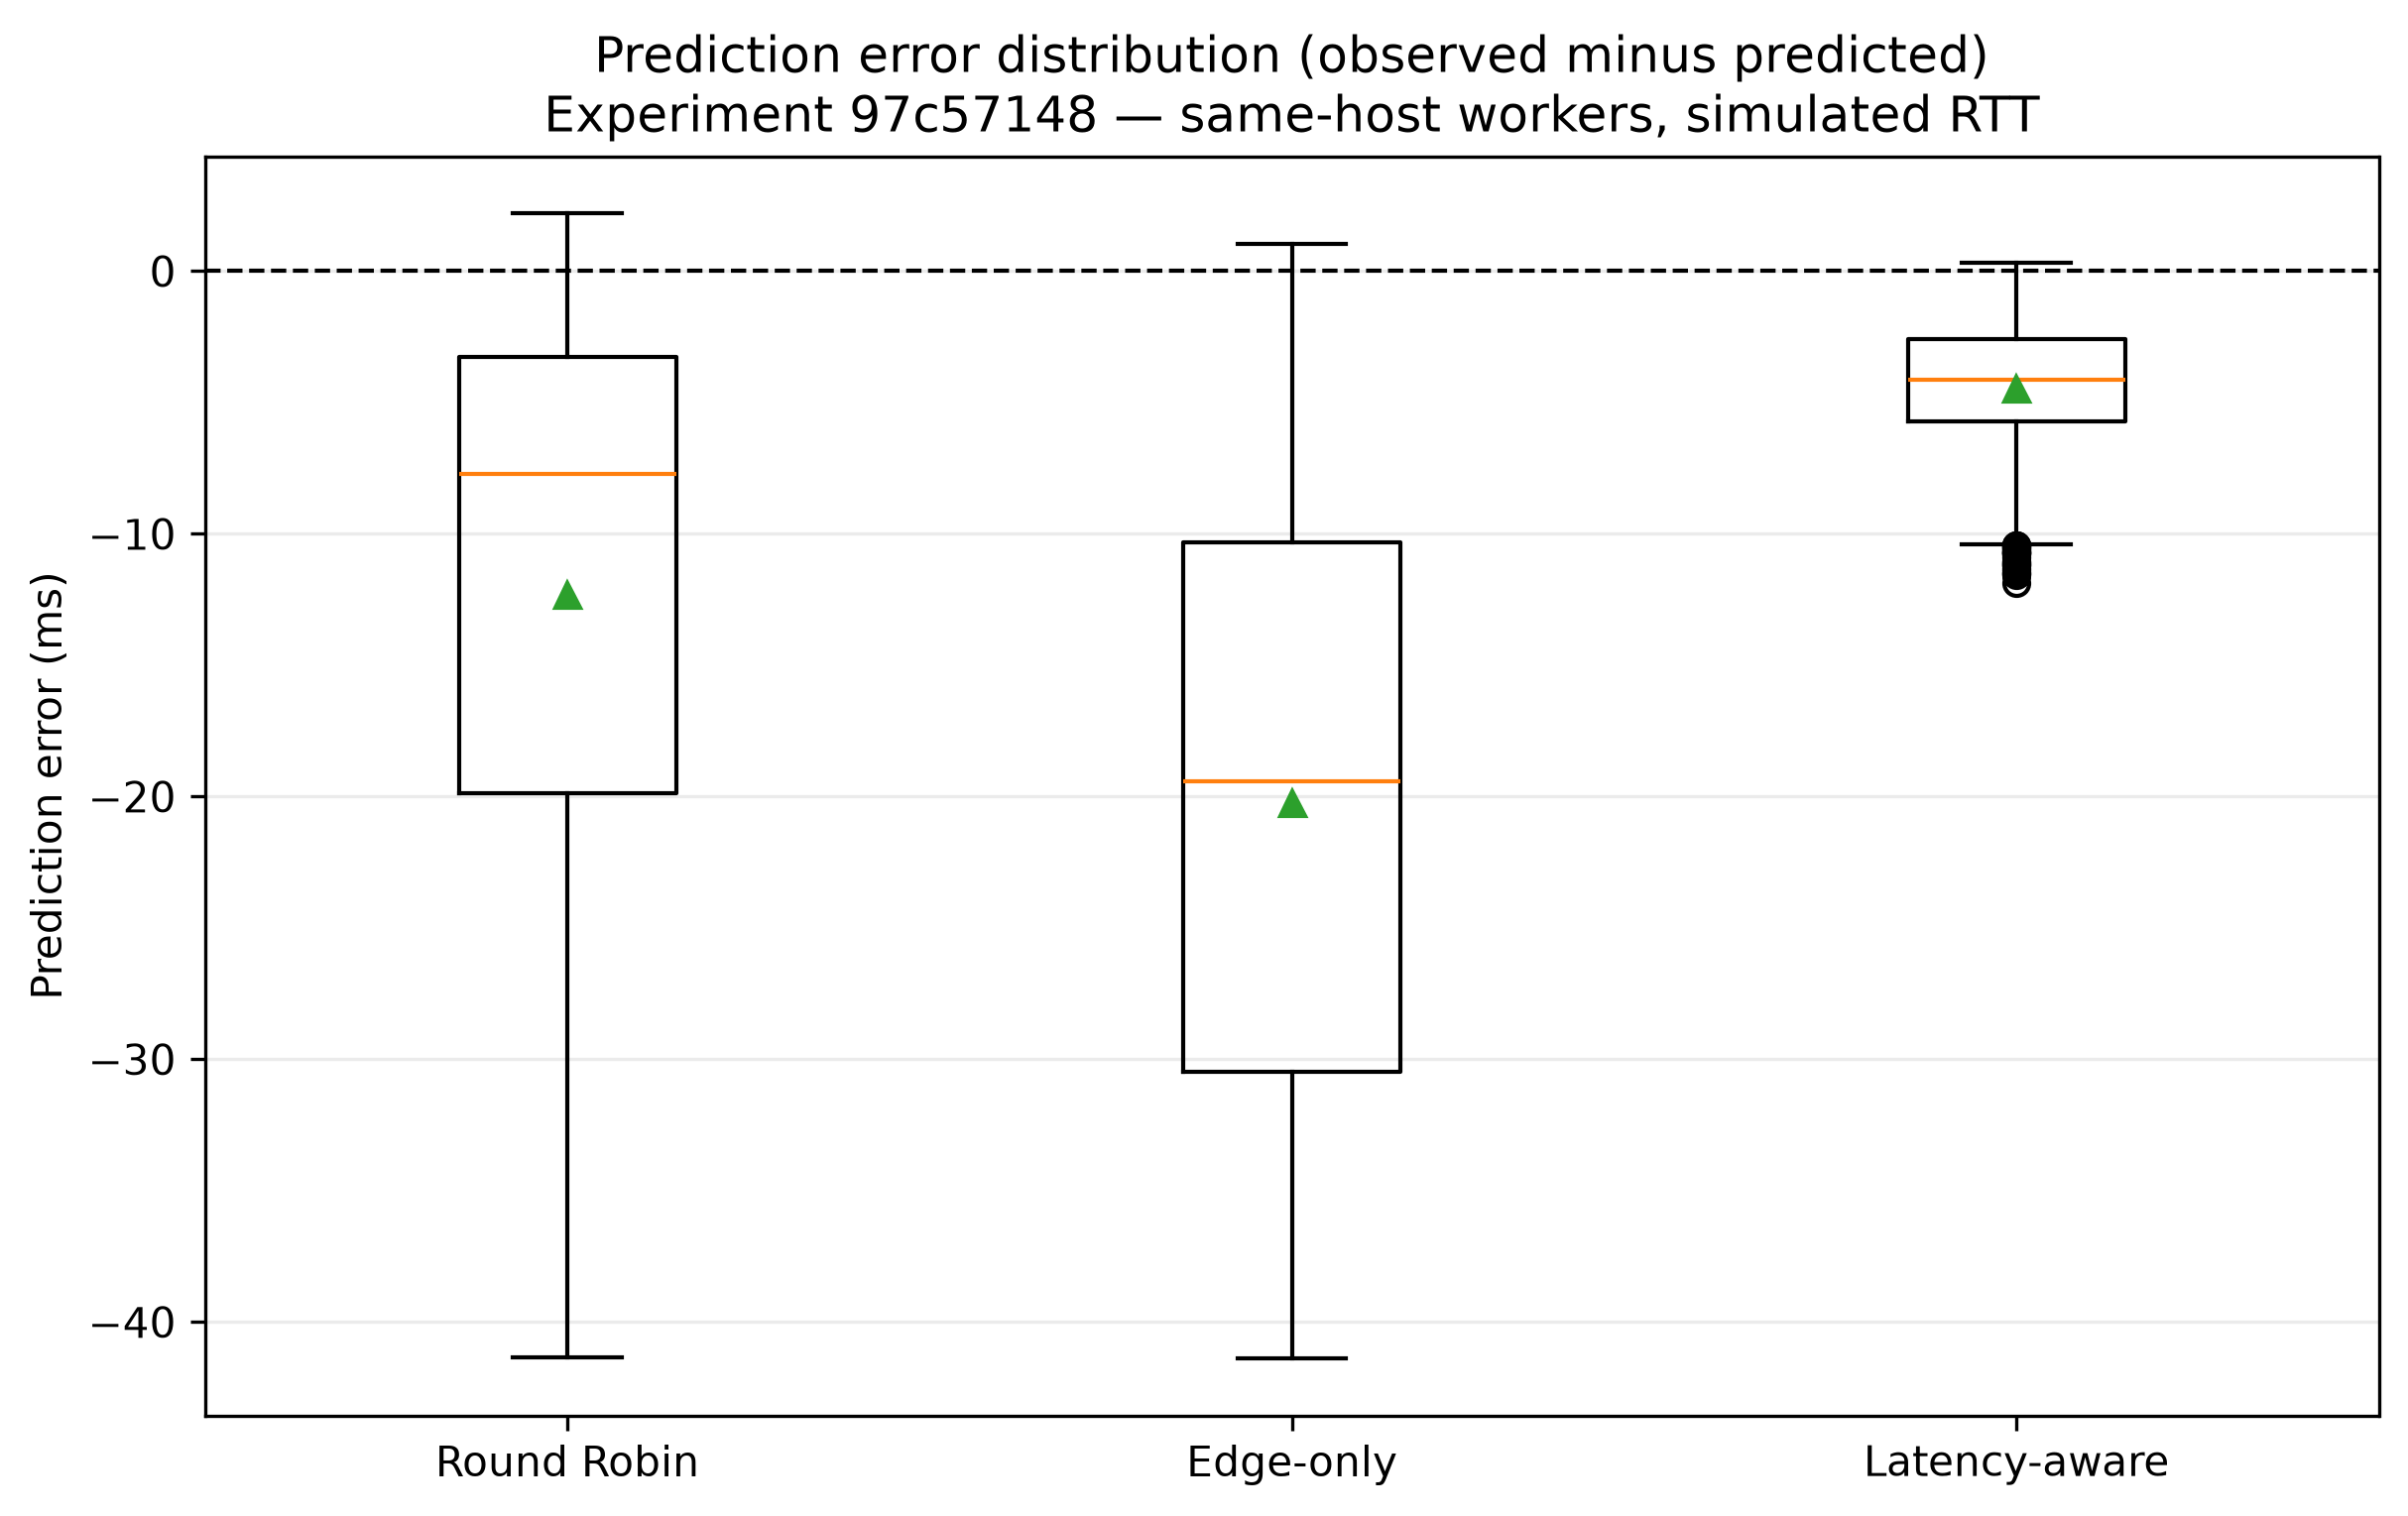 Prediction error distribution (observed minus predicted)
Experiment 97c57148 — same-host workers, simulated RTT
Prediction error (ms)
0
−10
−20
−30
−40
Round Robin
Edge-only
Latency-aware